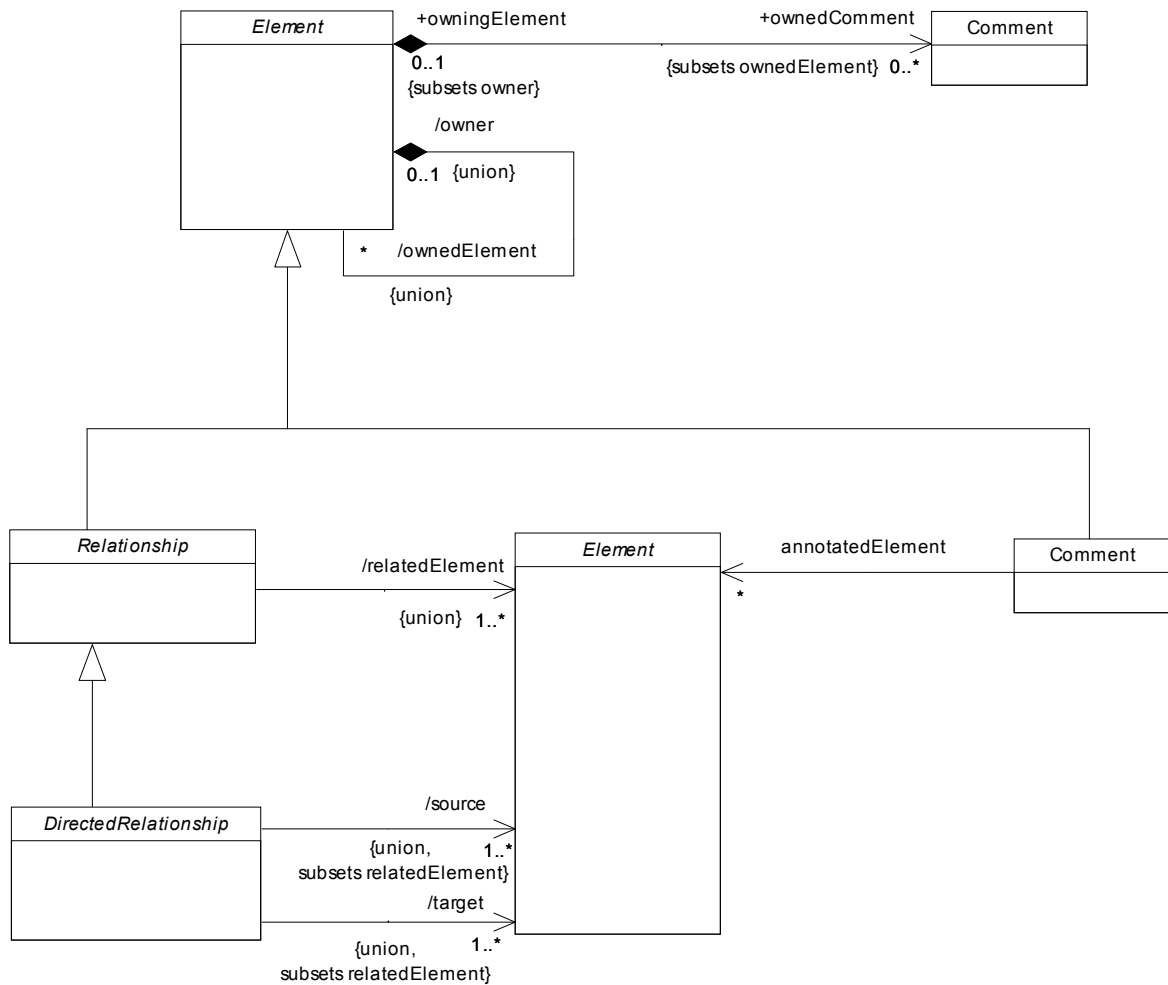 Element
+owningElement
+ownedComment
Comment
0..1
{subsets ownedElement}
0..*
{subsets owner}
/owner
0..1
{union}
*
/ownedElement
{union}
Relationship
Element
annotatedElement
Comment
/relatedElement
*
{union}
1..*
DirectedRelationship
/source
{union,
1..*
subsets relatedElement}
/target
{union,
1..*
subsets relatedElement}